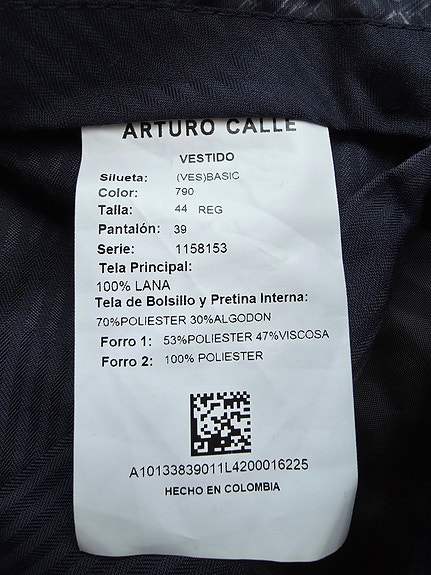 ARTURO CALLE
VESTIDO
Silueta: (VES)BASIC
Color: 790
Talla: 44 REG
Pantalón: 39
Serie: 1158153
Tela Principal:
100% LANA
Tela de Bolsillo y Pretina Interna:
70%POLIESTER 30%ALGODON
Forro 1: 53%POLIESTER 47%VISCOSA
Forro 2: 100% POLIESTER
A10133839011L4200016225
HECHO EN COLOMBIA